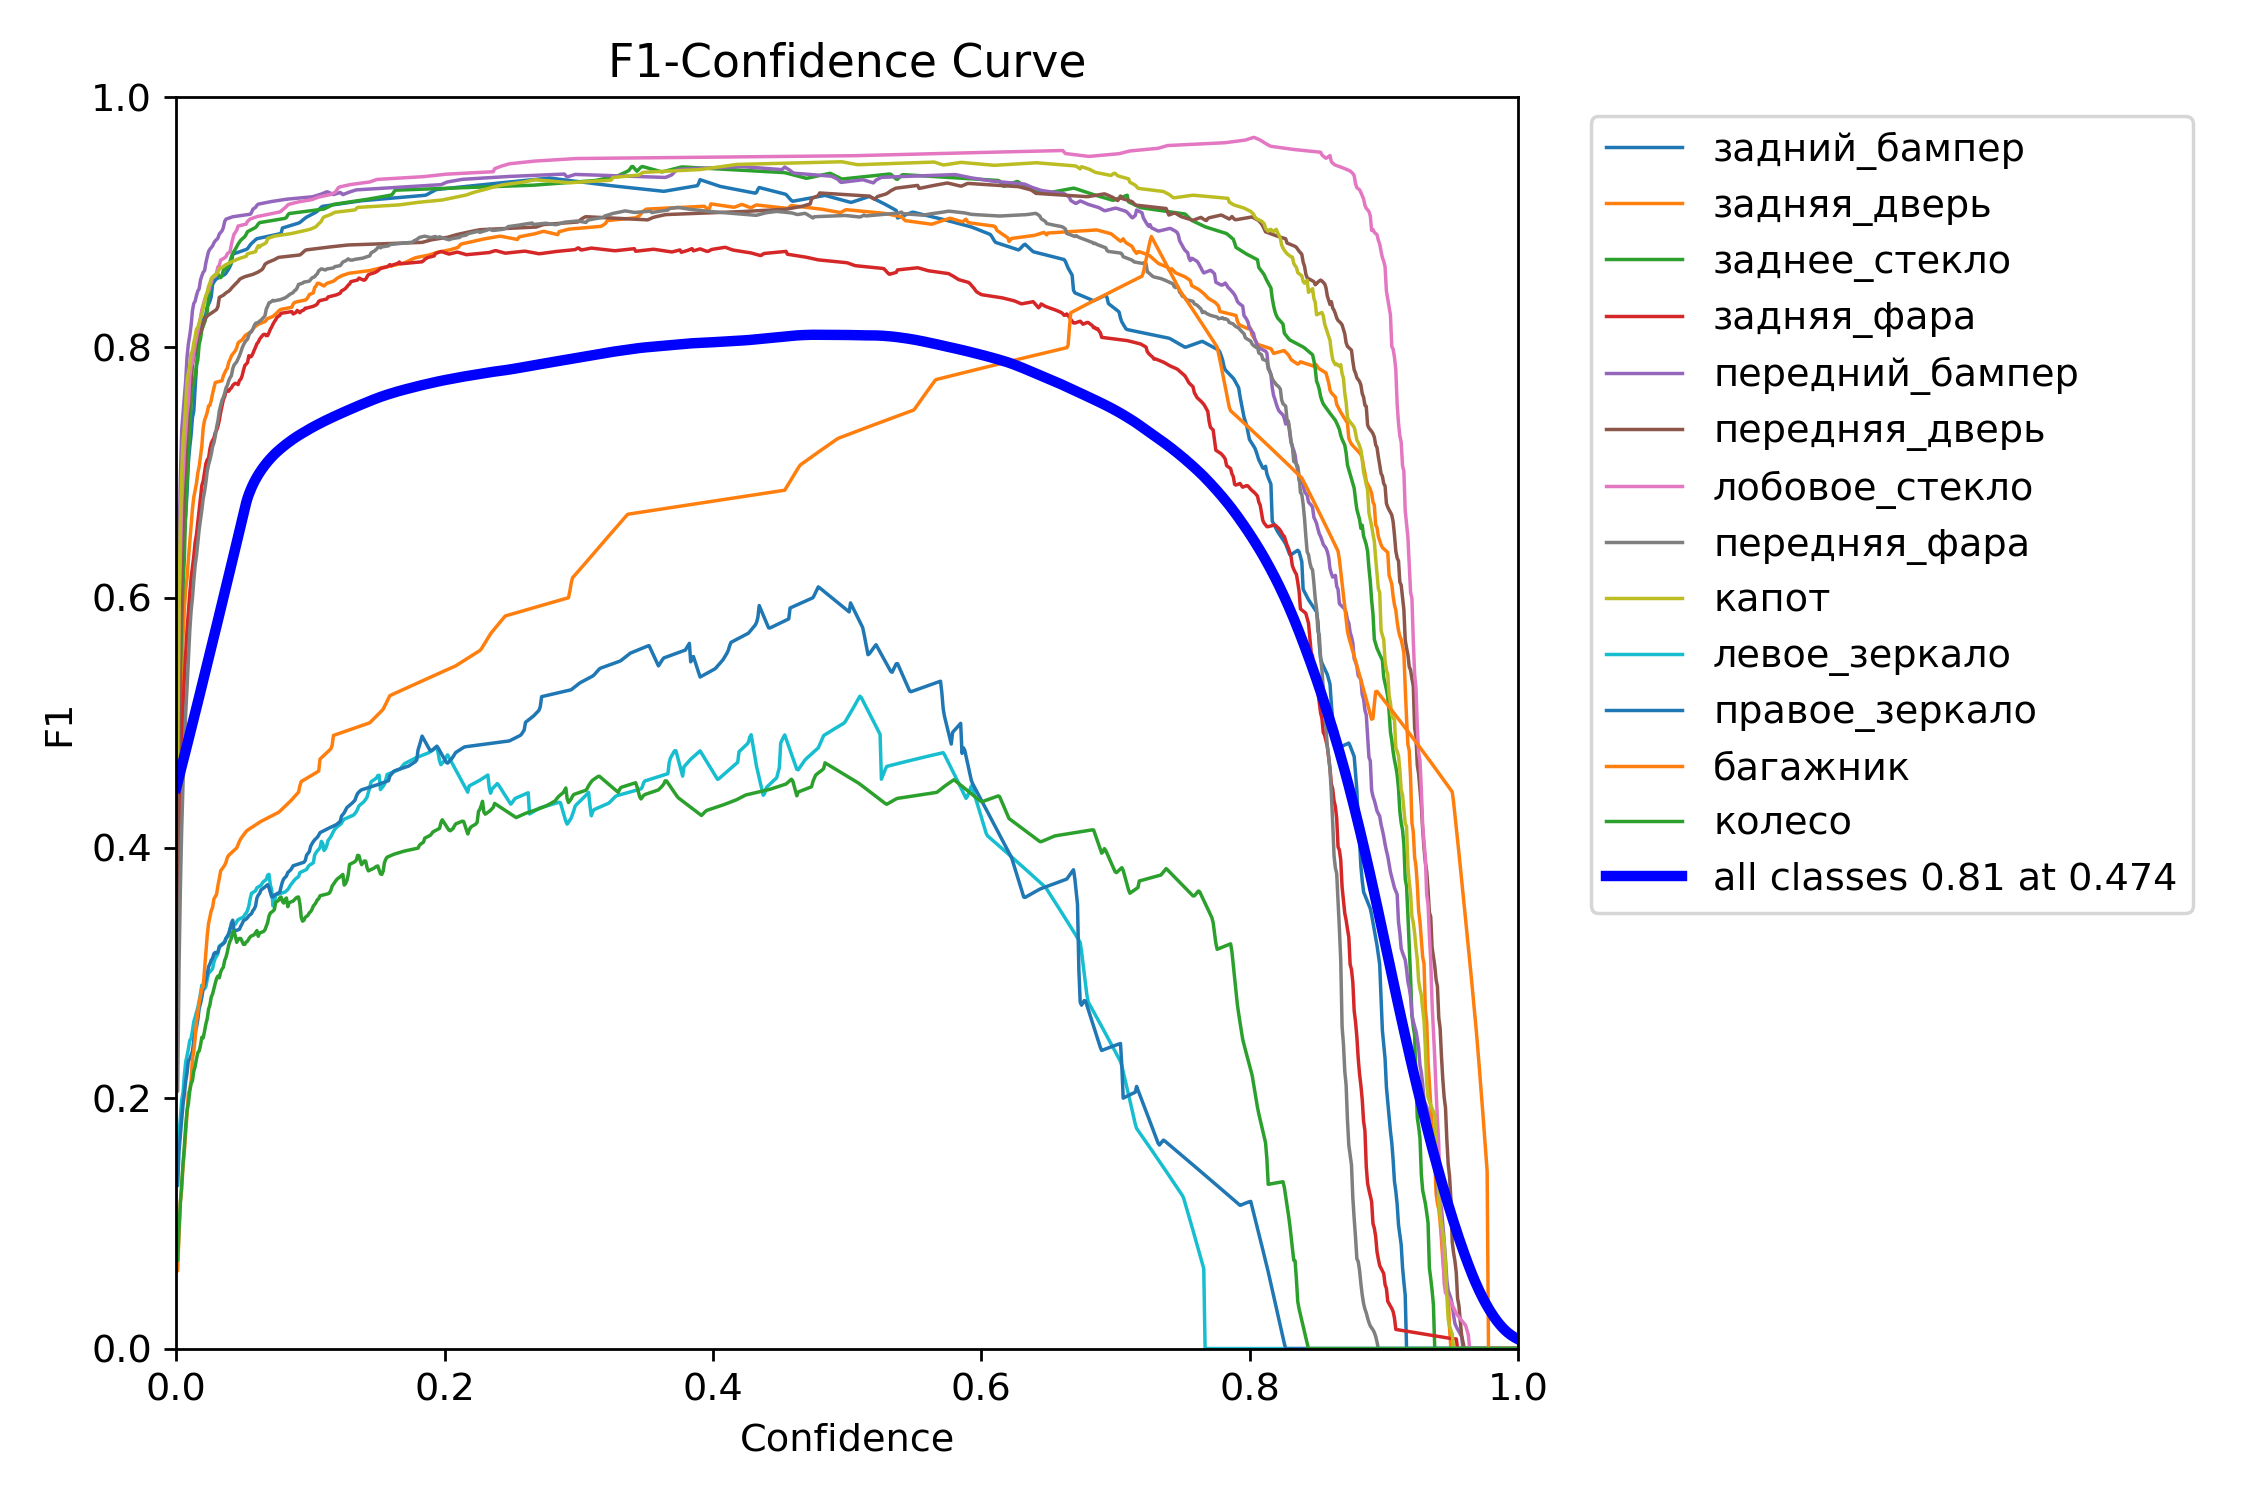 F1-Confidence Curve
1.0
0.8
0.6
0.4
0.2
0.0
F1
0.0 0.2 0.4 0.6 0.8 1.0
Confidence
задний_бампер
задняя_дверь
заднее_стекло
задняя_фара
передний_бампер
передняя_дверь
лобовое_стекло
передняя_фара
капот
левое_зеркало
правое_зеркало
багажник
колесо
all classes 0.81 at 0.474